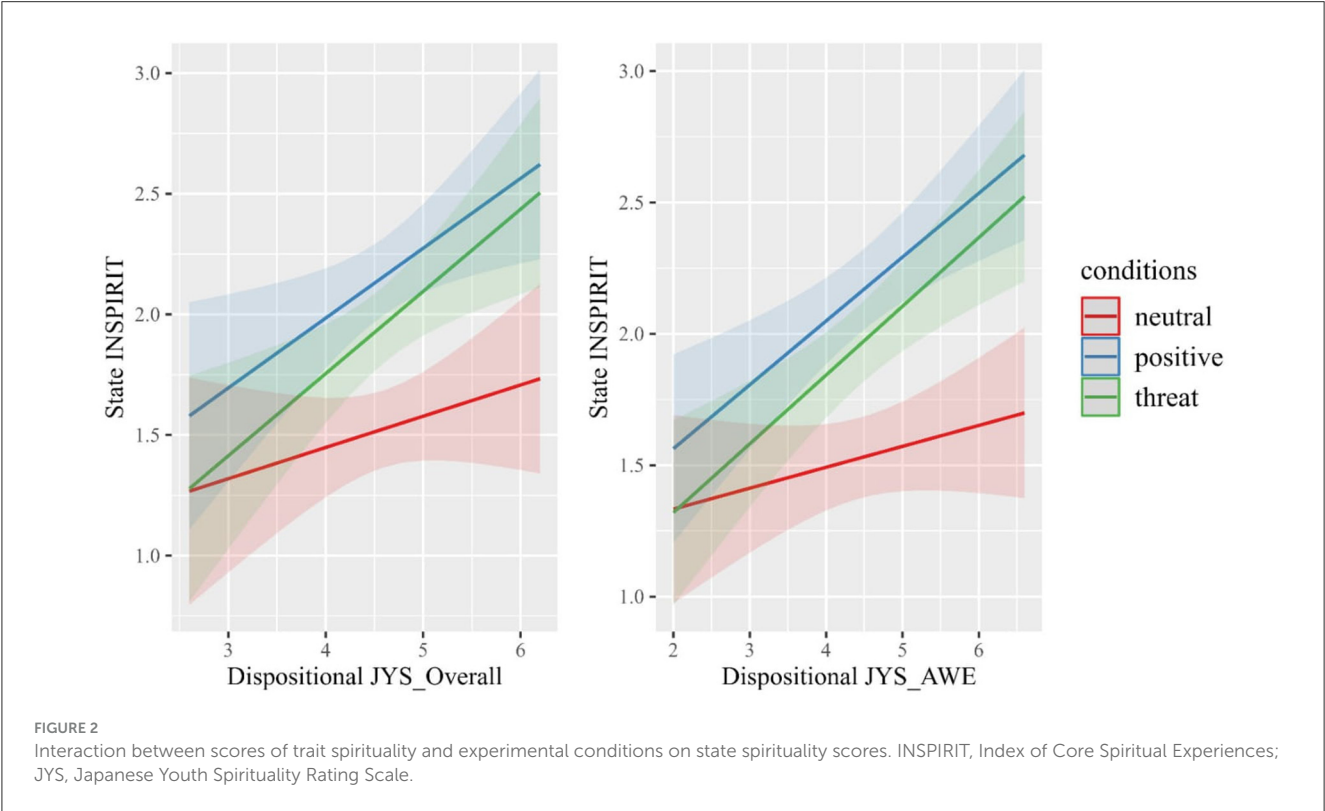 3.0
2.5
2.0
1.5
1.0
State INSPIRIT
3 4 5 6
Dispositional JYS_Overall
3.0
2.5
2.0
1.5
1.0
State INSPIRIT
2 3 4 5 6
Dispositional JYS_AWE
conditions
neutral
positive
threat
FIGURE 2
Interaction between scores of trait spirituality and experimental conditions on state spirituality scores. INSPIRIT, Index of Core Spiritual Experiences;
JYS, Japanese Youth Spirituality Rating Scale.